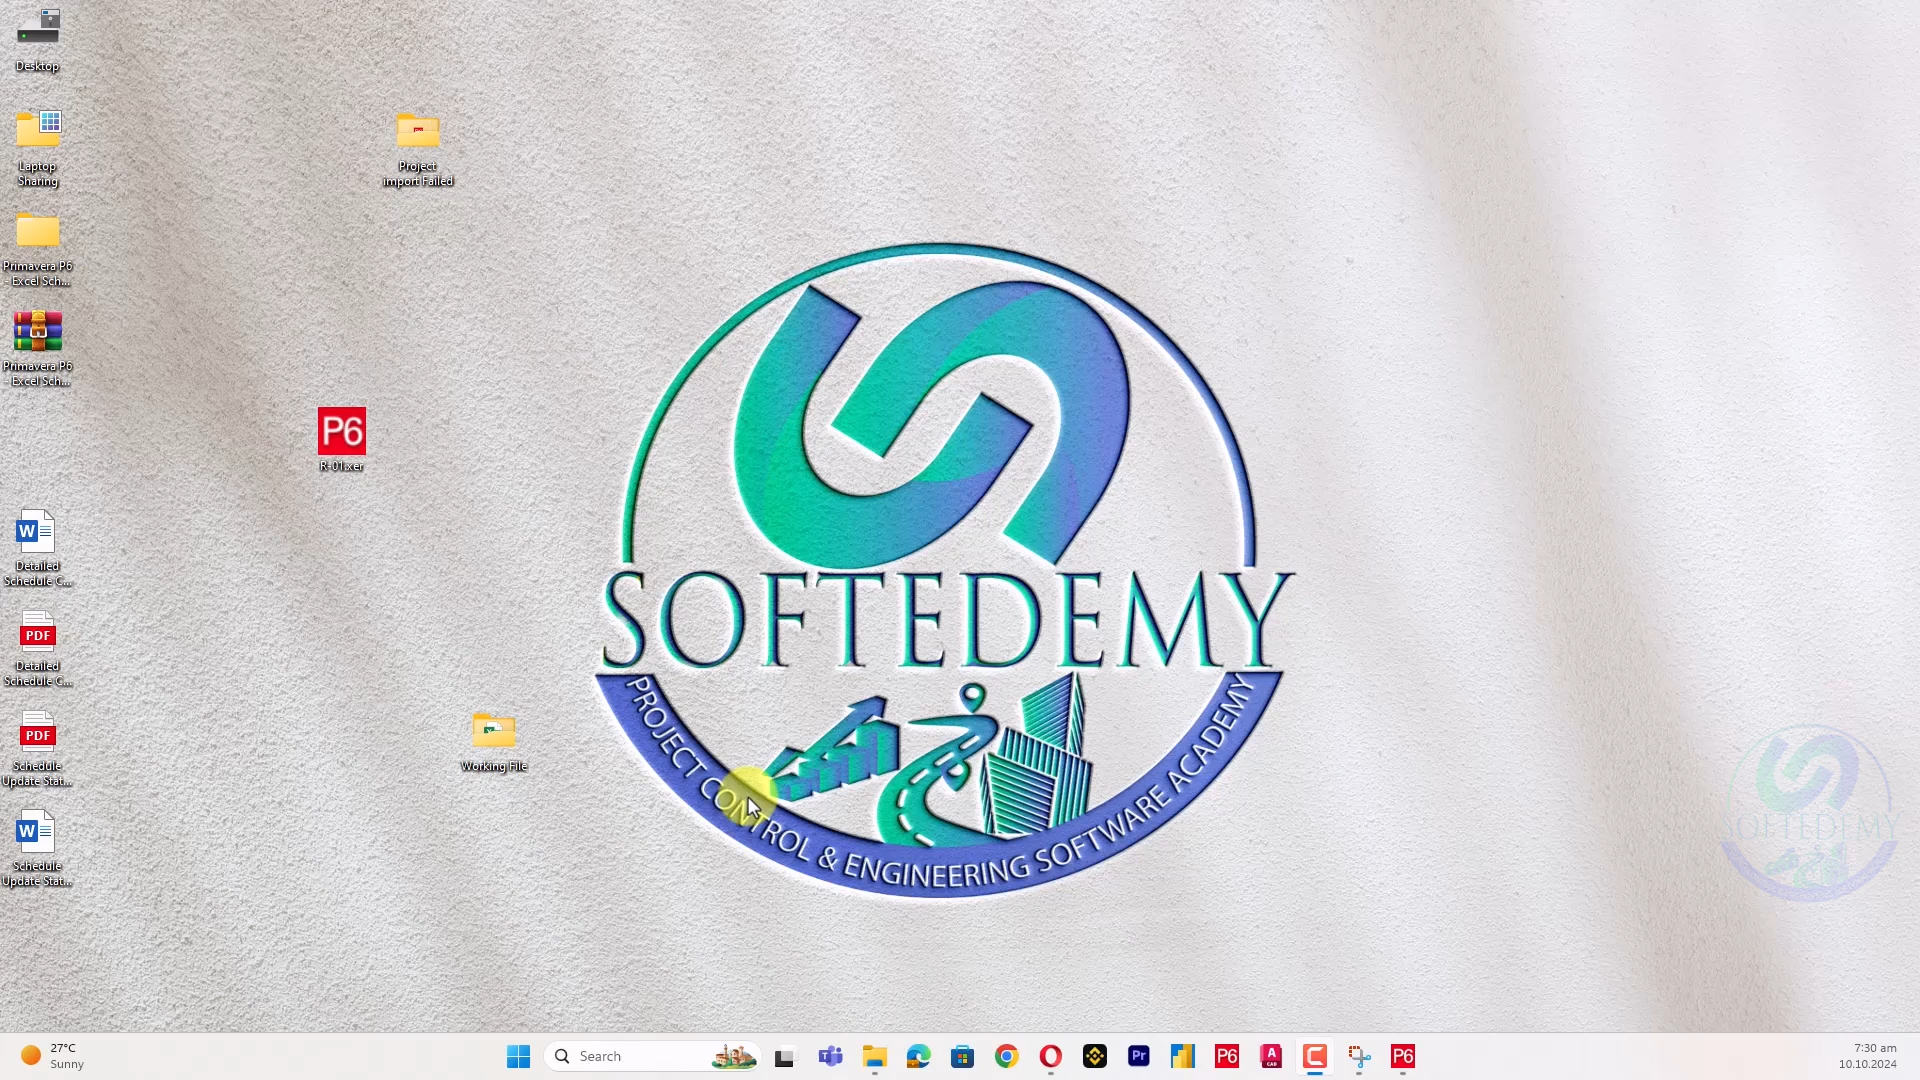 Desktop
Laptop
Sharing
Primavera P6
- Excel Sch...
Primavera P6
- Excel Sch...
Detailed
Schedule C...
Detailed
Schedule C...
Schedule
Update Stat...
Schedule
Update Stat...
Project
import Failed
P6
R-01.xer
Working File
SOFTEDEMY
PROJECT CONTROL & ENGINEERING SOFTWARE ACADEMY
SOFTEDEMY
W
PDF
PDF
W
27°C
Sunny
Search
T
Pr
P6
A
CAD
C
P6
7:30 am
10.10.2024